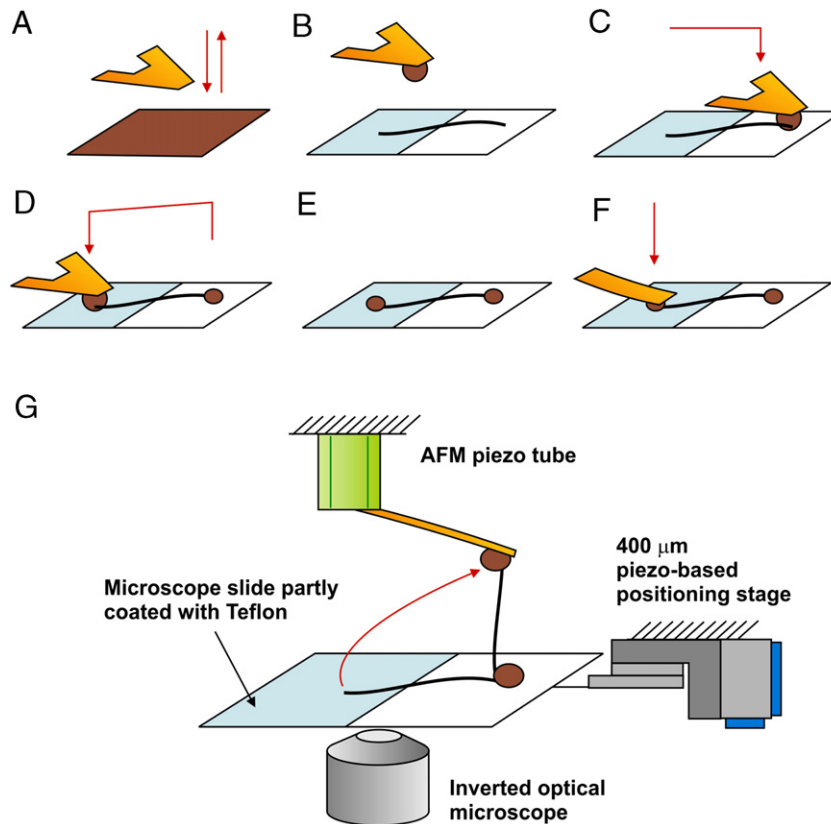 A
B
C
D
E
F
G
AFM piezo tube
400 μm
piezo-based
positioning stage
Microscope slide partly
coated with Teflon
Inverted optical
microscope